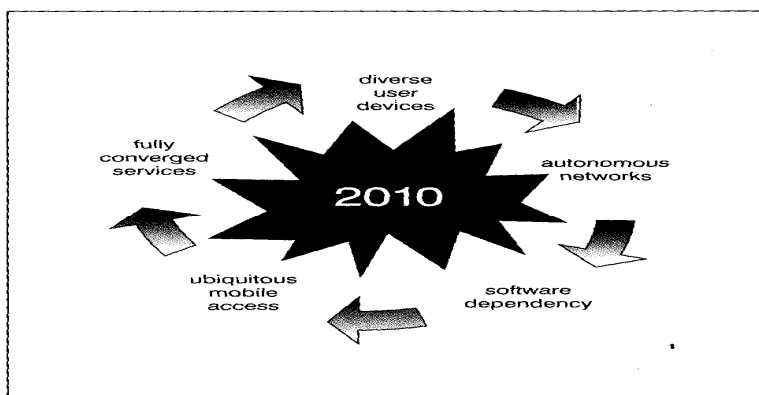 diverse
user
devices
autonomous
networks
software
dependency
ubiquitous
mobile
access
fully
converged
services
2010